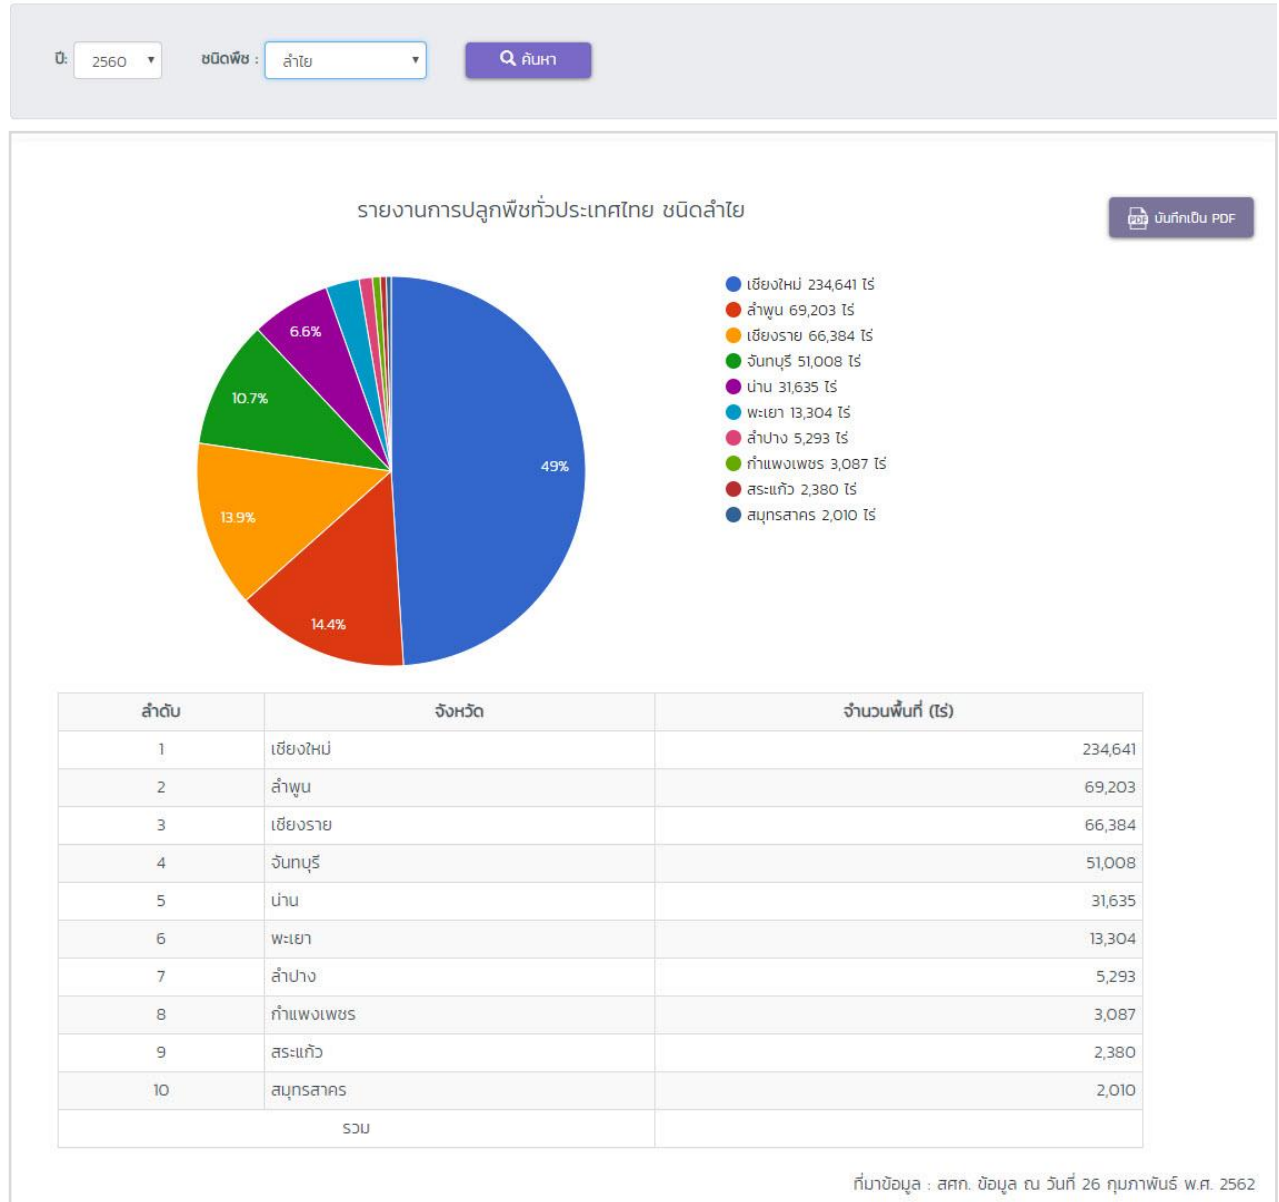 ปี: 2560 ชนิดพืช : ลำไย ค้นหา
รายงานการปลูกพืชทั่วประเทศไทย ชนิดลำไย
PDF บันทึกเป็น PDF
เชียงใหม่ 234,641 ไร่
ลำพูน 69,203 ไร่
เชียงราย 66,384 ไร่
จันทบุรี 51,008 ไร่
น่าน 31,635 ไร่
พะเยา 13,304 ไร่
ลำปาง 5,293 ไร่
กำแพงเพชร 3,087 ไร่
สระแก้ว 2,380 ไร่
สมุทรสาคร 2,010 ไร่
6.6%
10.7%
49%
13.9%
14.4%
ลำดับ จังหวัด จำนวนพื้นที่ (ไร่)
1 เชียงใหม่ 234,641
2 ลำพูน 69,203
3 เชียงราย 66,384
4 จันทบุรี 51,008
5 น่าน 31,635
6 พะเยา 13,304
7 ลำปาง 5,293
8 กำแพงเพชร 3,087
9 สระแก้ว 2,380
10 สมุทรสาคร 2,010
รวม
ที่มาข้อมูล : สศก. ข้อมูล ณ วันที่ 26 กุมภาพันธ์ พ.ศ. 2562